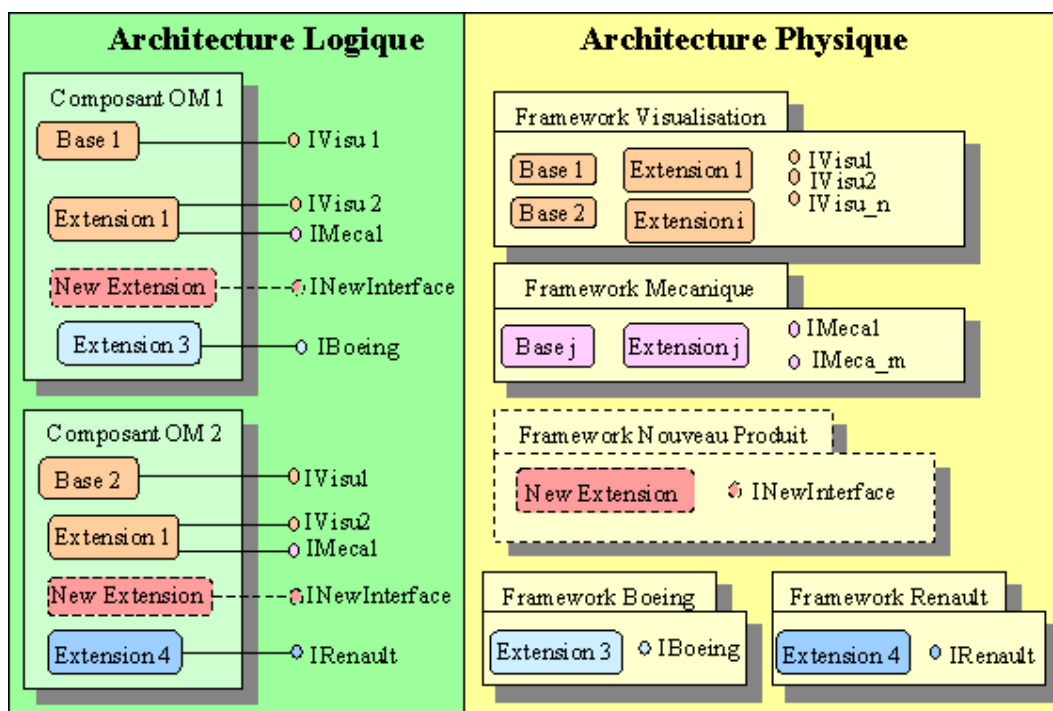 Architecture Logique
Composant OM 1
Base 1
IVisu 1
Extension 1
IVisu 2
IMeca1
New Extension
INewInterface
Extension 3
IBoeing
Composant OM 2
Base 2
IVisu1
Extension 1
IVisu2
IMeca1
New Extension
INewInterface
Extension 4
IRenault
Architecture Physique
Framework Visualisation
Base 1
Extension 1
IVisu1
IVisu2
Base 2
Extension i
IVisu_n
Framework Mecanique
Base j
Extension j
IMeca1
IMeca_m
Framework Nouveau Produit
New Extension
INewInterface
Framework Boeing
Extension 3
IBoeing
Framework Renault
Extension 4
IRenault